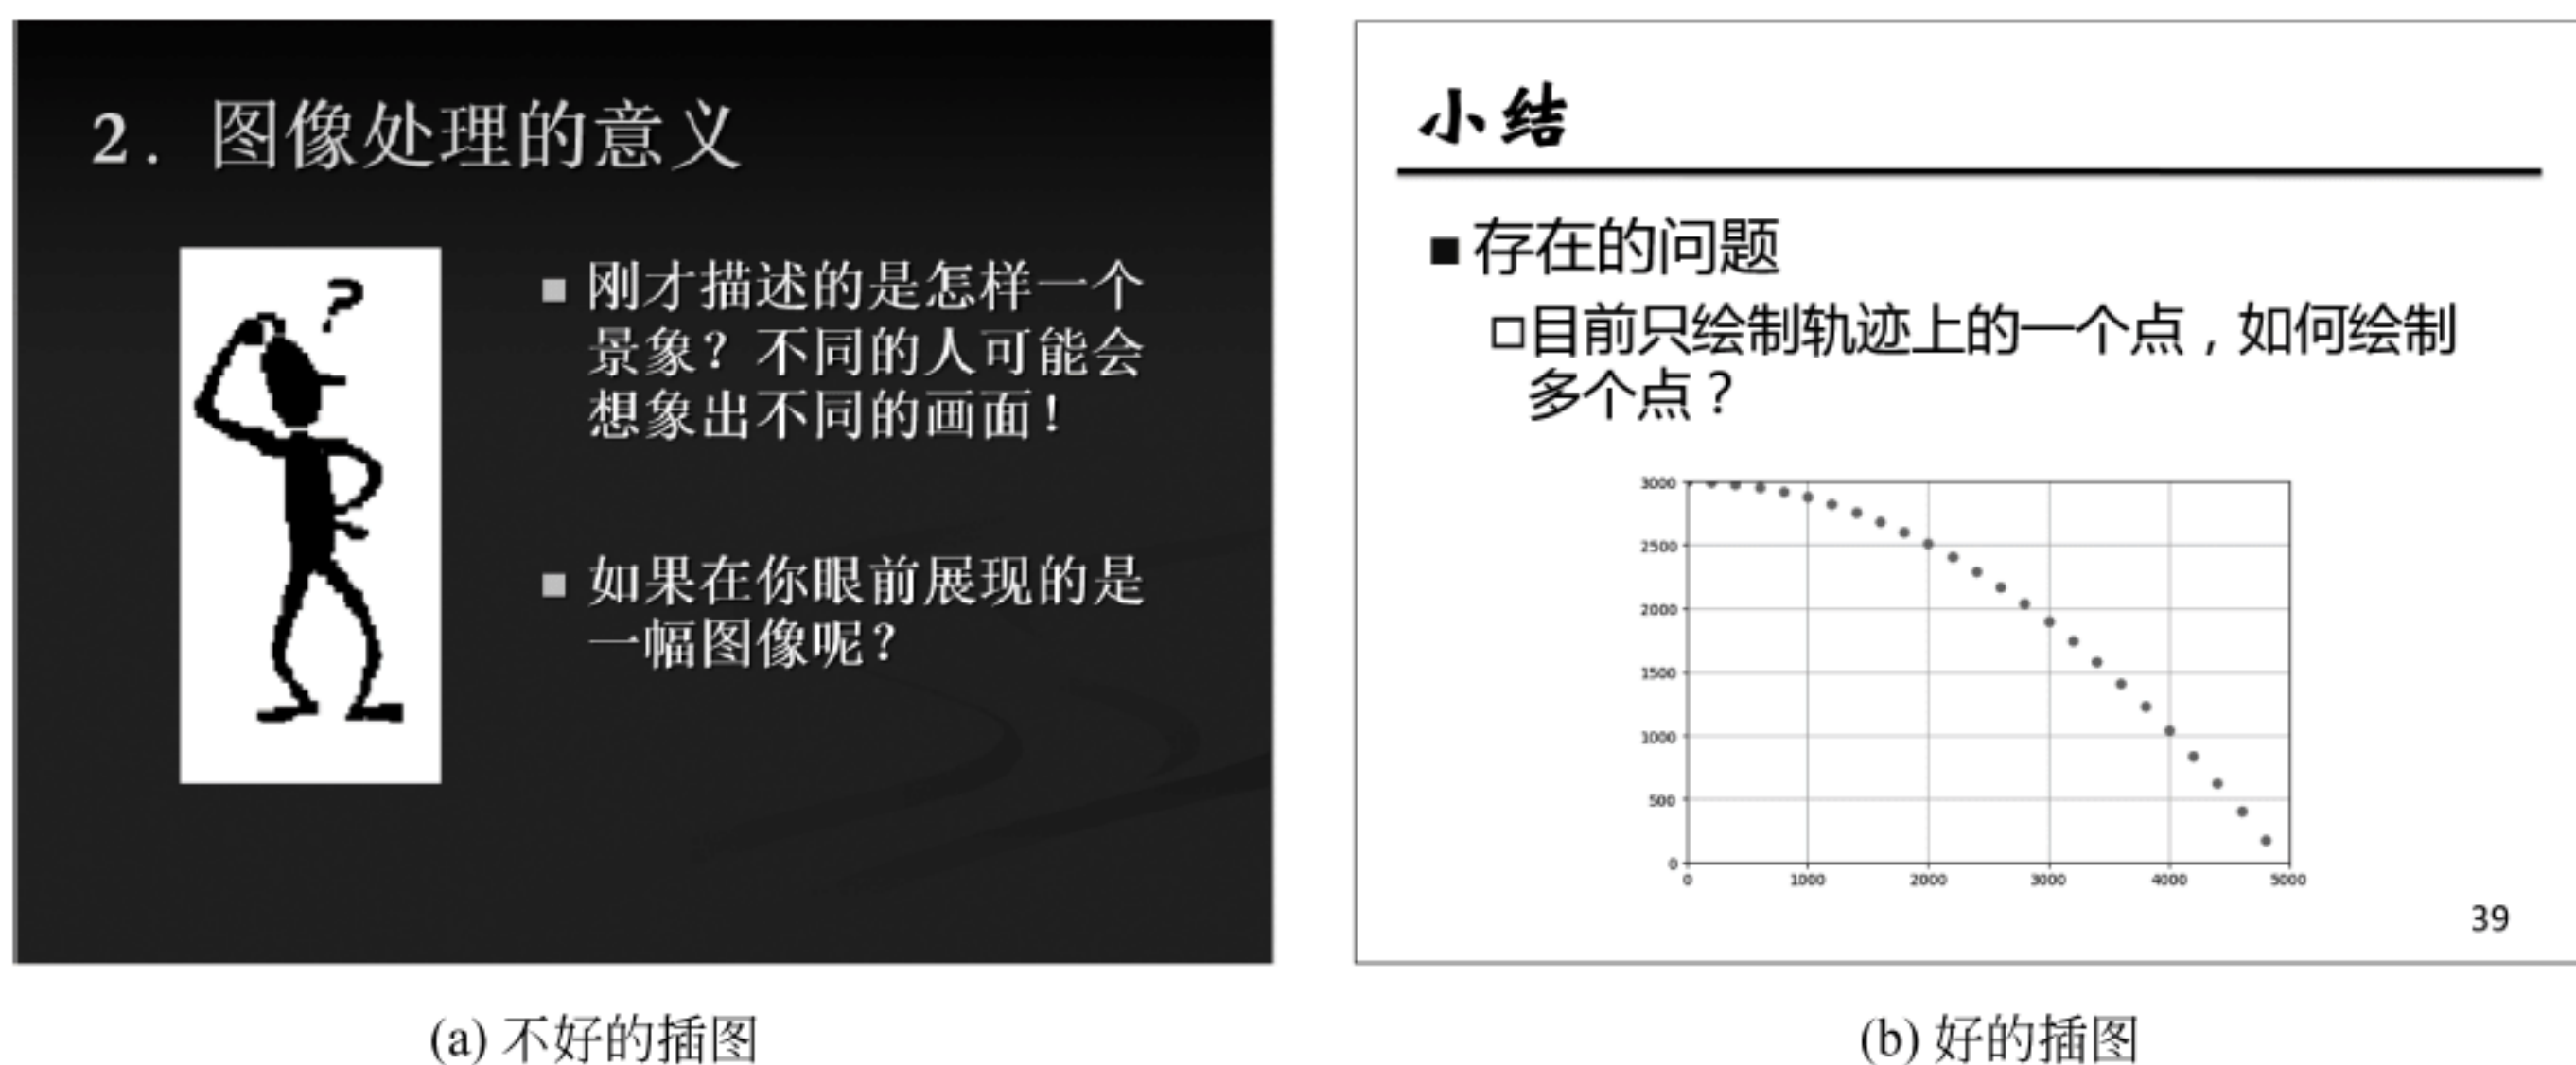 2. 图像处理的意义
?
■ 刚才描述的是怎样一个
景象？不同的人可能会
想象出不同的画面！
■ 如果在你眼前展现的是
一幅图像呢？
(a) 不好的插图
小结
■ 存在的问题
□目前只绘制轨迹上的一个点，如何绘制
多个点？
3000
2500
2000
1500
1000
500
0
0 1000 2000 3000 4000 5000
39
(b) 好的插图